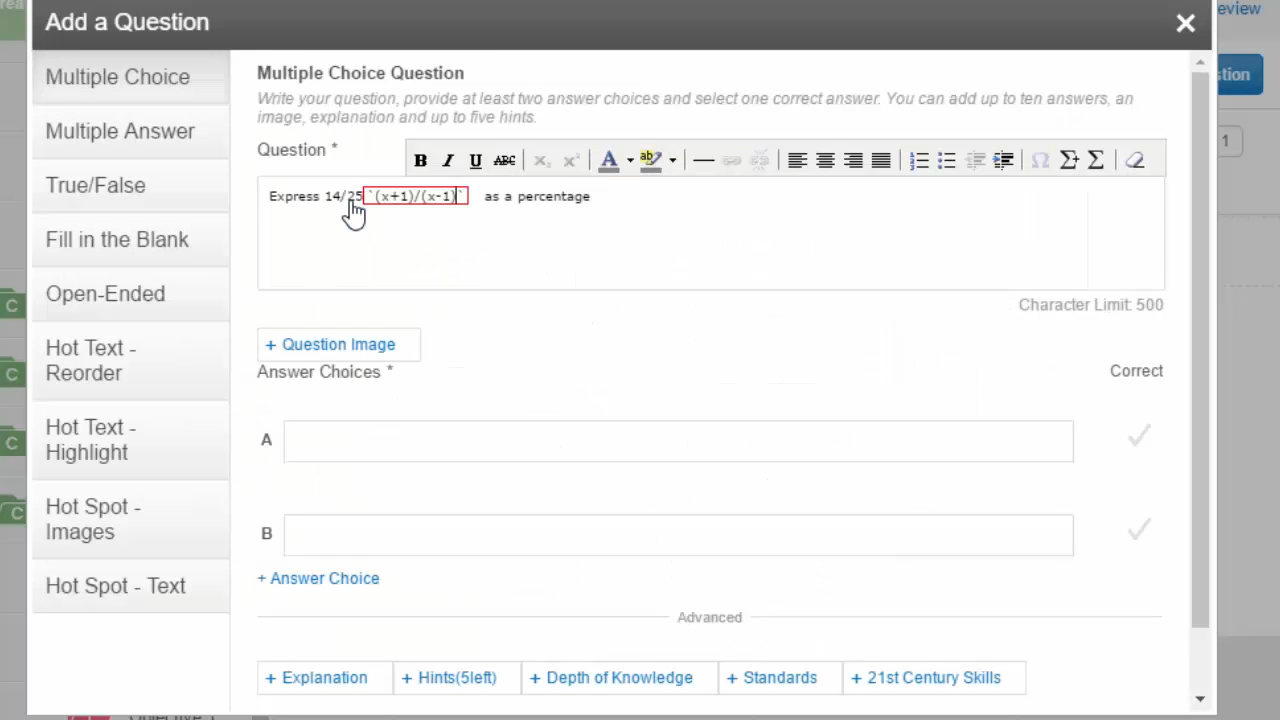 Add a Question
eview
Multiple Choice
Multiple Answer
True/False
Fill in the Blank
Open-Ended
Hot Text -
Reorder
Hot Text -
Highlight
Hot Spot -
Images
Hot Spot - Text
Multiple Choice Question
Write your question, provide at least two answer choices and select one correct answer. You can add up to ten answers, an
image, explanation and up to five hints.
Question *
B I U ABC x₂ x² A ab Ω Σ+ Σ
Express 14/25`(x+1)/(x-1)` as a percentage
Character Limit: 500
+ Question Image
Answer Choices * Correct
A
B
+ Answer Choice
Advanced
+ Explanation + Hints(5left) + Depth of Knowledge + Standards + 21st Century Skills
stion
1
C
C
C
C